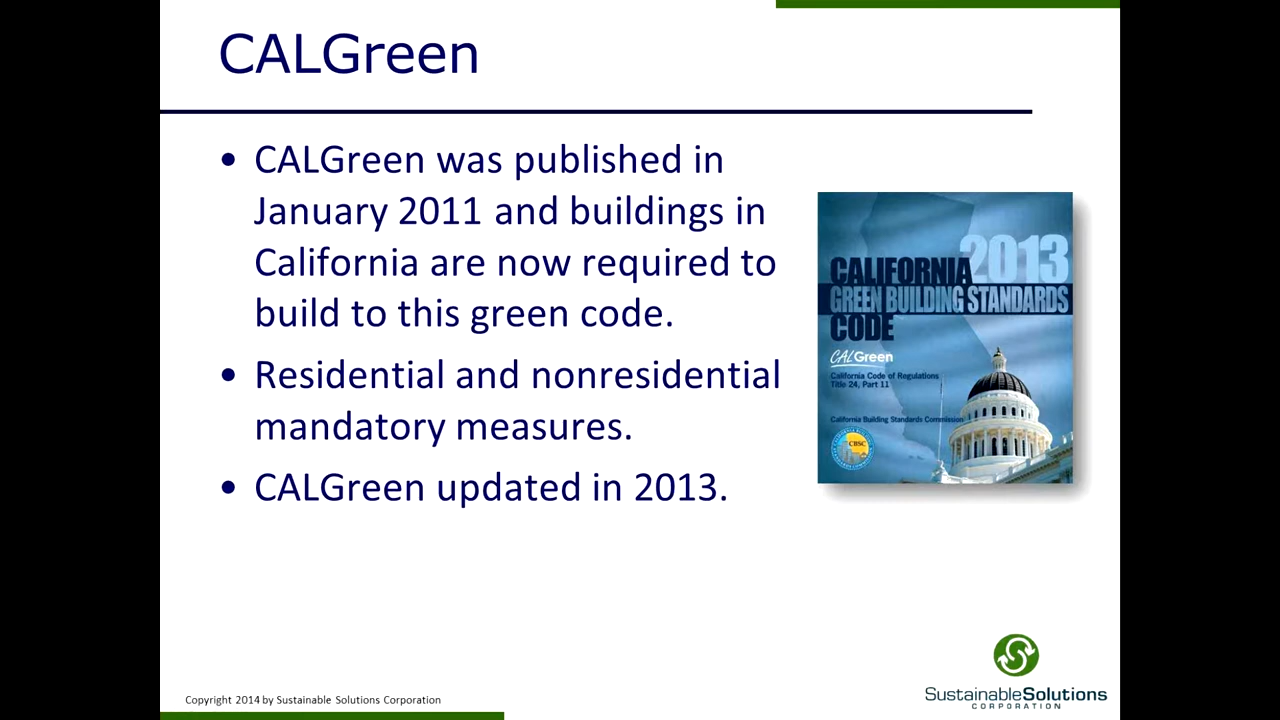 CALGreen
• CALGreen was published in
January 2011 and buildings in
California are now required to
build to this green code.
• Residential and nonresidential
mandatory measures.
• CALGreen updated in 2013.
2013
CALIFORNIA
GREEN BUILDING STANDARDS
CODE
CALGreen
California Code of Regulations
Title 24, Part 11
California Building Standards Commission
CBSC
Copyright 2014 by Sustainable Solutions Corporation
SustainableSolutions
CORPORATION